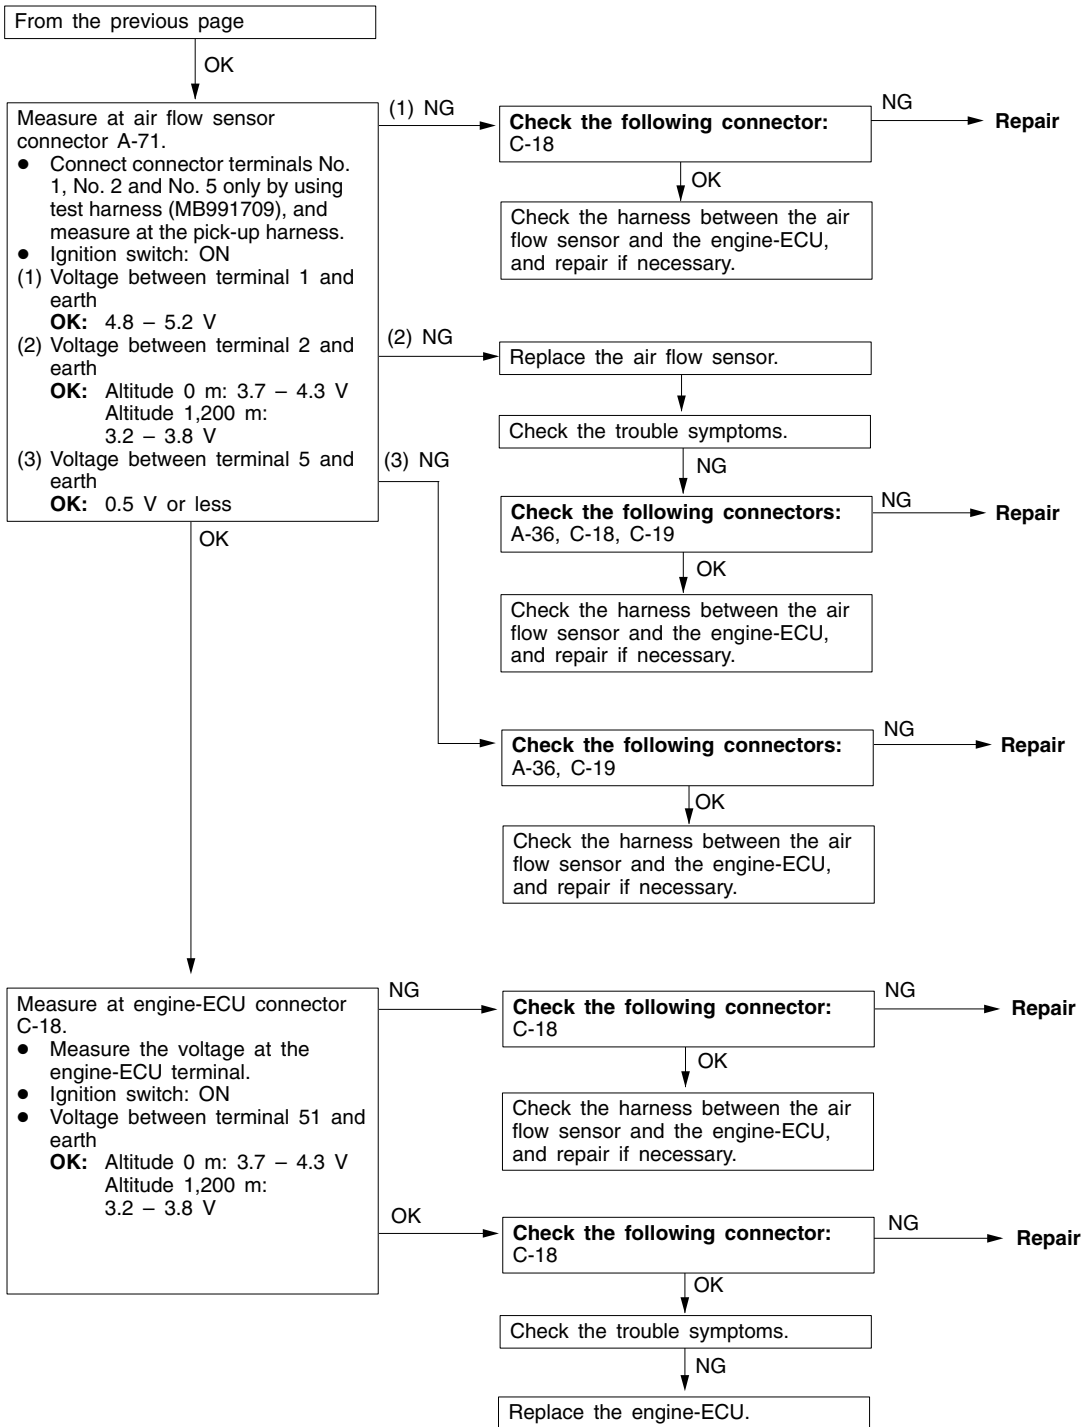 From the previous page
OK
Measure at air flow sensor
connector A-71.
● Connect connector terminals No.
1, No. 2 and No. 5 only by using
test harness (MB991709), and
measure at the pick-up harness.
● Ignition switch: ON
(1) Voltage between terminal 1 and
earth
OK: 4.8 – 5.2 V
(2) Voltage between terminal 2 and
earth
OK: Altitude 0 m: 3.7 – 4.3 V
Altitude 1,200 m:
3.2 – 3.8 V
(3) Voltage between terminal 5 and
earth
OK: 0.5 V or less
(1) NG
Check the following connector:
C-18
NG
Repair
OK
Check the harness between the air
flow sensor and the engine-ECU,
and repair if necessary.
(2) NG
Replace the air flow sensor.
Check the trouble symptoms.
NG
Check the following connectors:
A-36, C-18, C-19
NG
Repair
OK
Check the harness between the air
flow sensor and the engine-ECU,
and repair if necessary.
(3) NG
Check the following connectors:
A-36, C-19
NG
Repair
OK
Check the harness between the air
flow sensor and the engine-ECU,
and repair if necessary.
OK
Measure at engine-ECU connector
C-18.
● Measure the voltage at the
engine-ECU terminal.
● Ignition switch: ON
● Voltage between terminal 51 and
earth
OK: Altitude 0 m: 3.7 – 4.3 V
Altitude 1,200 m:
3.2 – 3.8 V
NG
Check the following connector:
C-18
NG
Repair
OK
Check the harness between the air
flow sensor and the engine-ECU,
and repair if necessary.
OK
Check the following connector:
C-18
NG
Repair
OK
Check the trouble symptoms.
NG
Replace the engine-ECU.